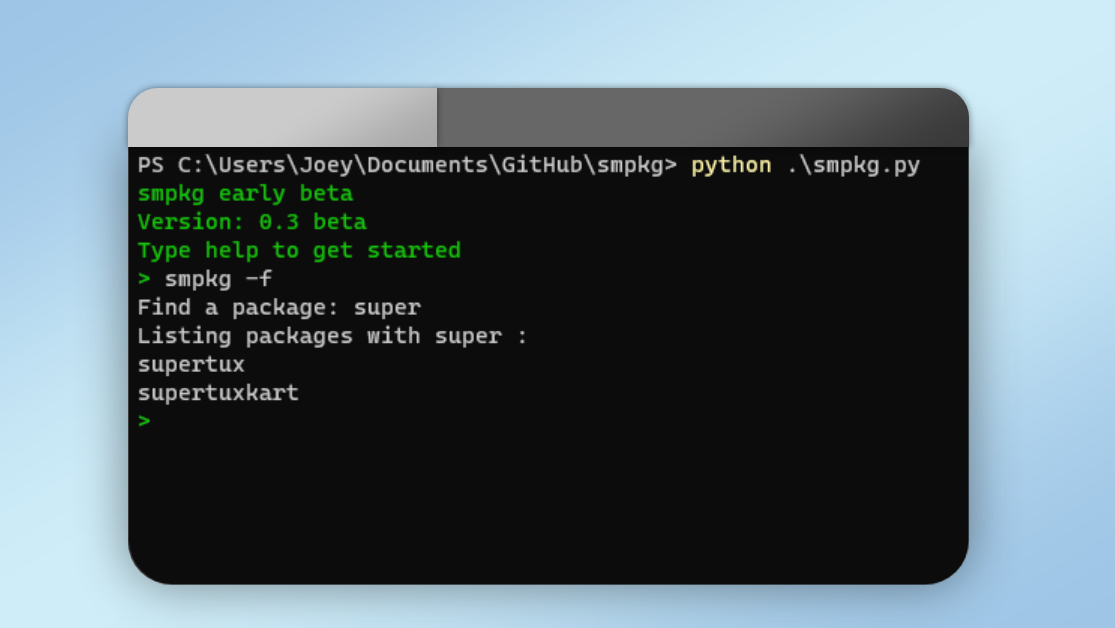 PS C:\Users\Joey\Documents\GitHub\smpkg> python .\smpkg.py
smpkg early beta
Version: 0.3 beta
Type help to get started
> smpkg -f
Find a package: super
Listing packages with super :
supertux
supertuxkart
>